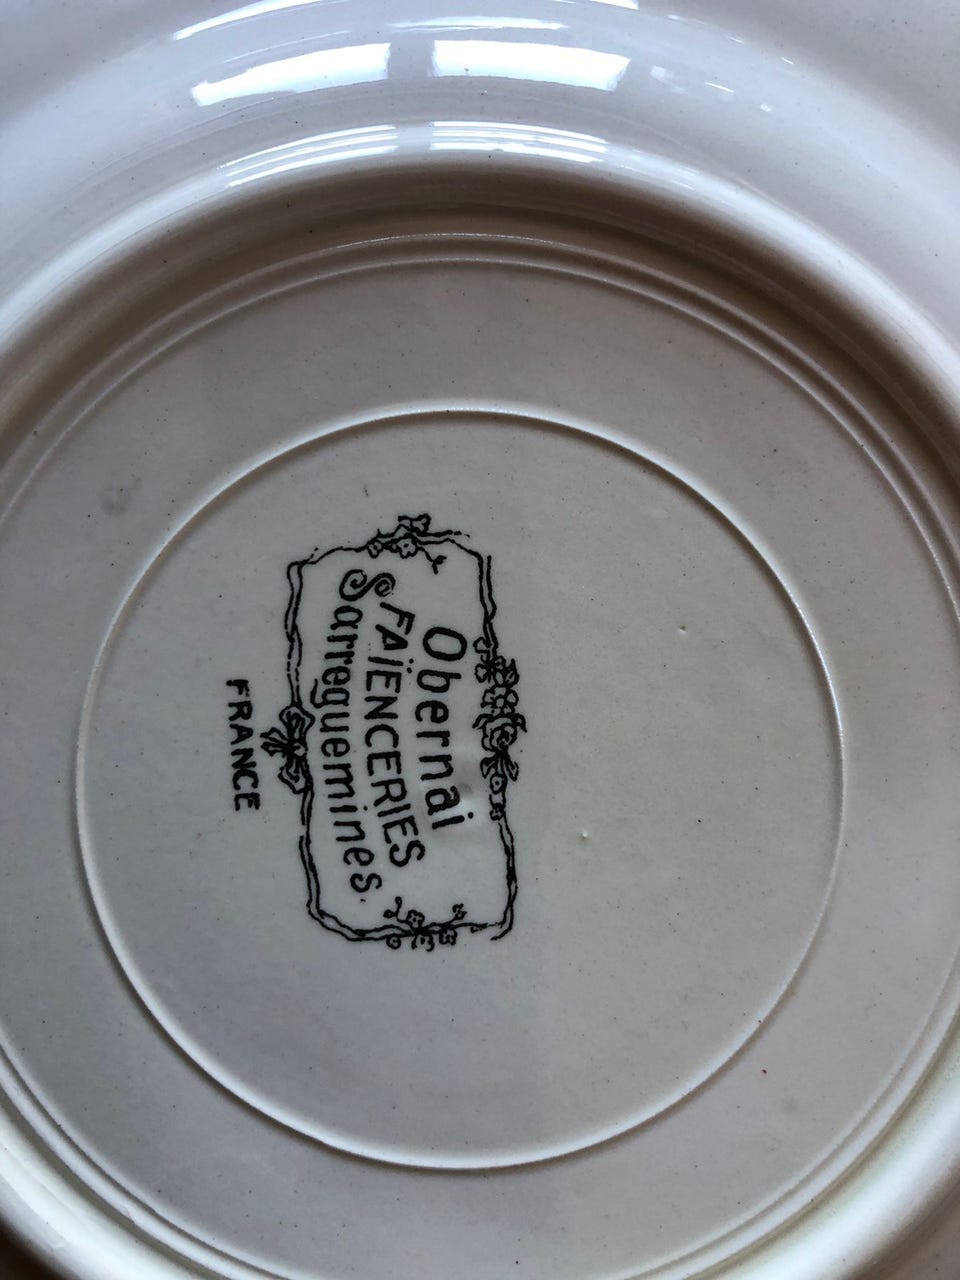 Obernai
FAÏENCERIES
Sarreguemines.
FRANCE